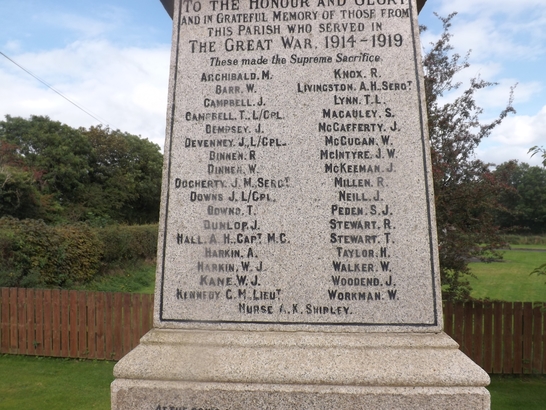 TO THE HONOUR AND GLORY
AND IN GRATEFUL MEMORY OF THOSE FROM
THIS PARISH WHO SERVED IN
THE GREAT WAR, 1914-1919
These made the Supreme Sacrifice.
ARCHIBALD. M. KNOX. R.
BARR. W. LIVINGSTON. A. H. SERGT
CAMPBELL. J. LYNN. T. L.
CAMPBELL. T. L/CPL. MACAULEY. S.
DEMPSEY. J. MCCAFFERTY. J.
DEVENNEY. J. L/CPL. MCGUGAN. W.
DINNEN. R MCINTYRE. J. W.
DINNEN. W. MCKEEMAN. J.
DOCHERTY. J. M. SERGT MILLEN. R.
DOWNS J. L/CPL. NEILL. J.
DOWNS. T. PEDEN. S. J.
DUNLOP. J STEWART. R.
HALL. A. H. CAPT M.C. STEWART. T.
HARKIN. A. TAYLOR. H.
HARKIN. W. J. WALKER. W.
KANE. W. J. WOODEND. J.
KENNEDY G. M. LIEUT WORKMAN. W.
NURSE A. K. SHIPLEY.
AT THE